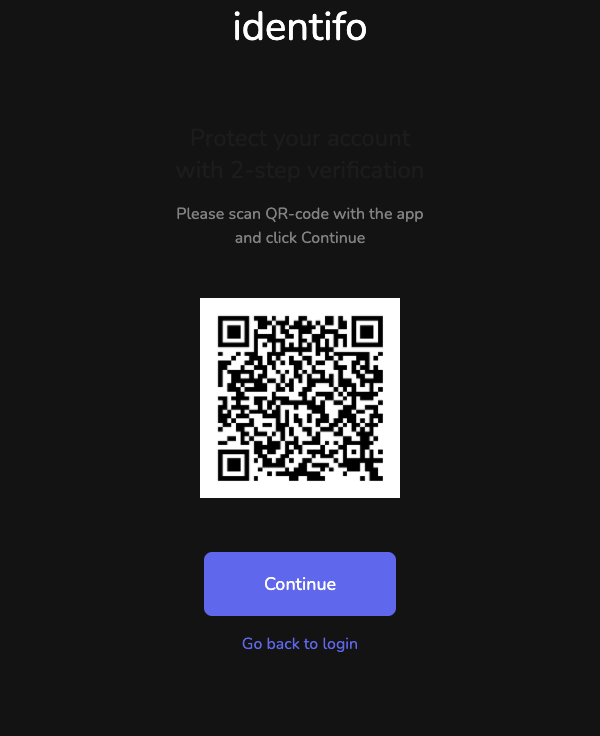 identifo
Protect your account
with 2-step verification
Please scan QR-code with the app
and click Continue
Continue
Go back to login